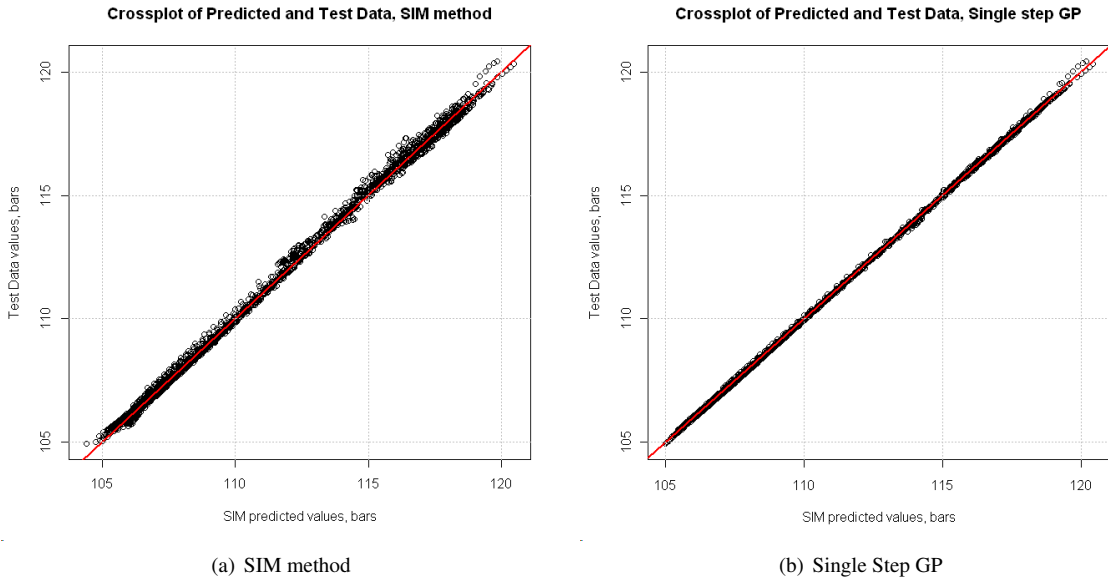 Crossplot of Predicted and Test Data, SIM method
Test Data values, bars
120
115
110
105
105 110 115 120
SIM predicted values, bars
(a) SIM method
Crossplot of Predicted and Test Data, Single step GP
Test Data values, bars
120
115
110
105
105 110 115 120
SIM predicted values, bars
(b) Single Step GP